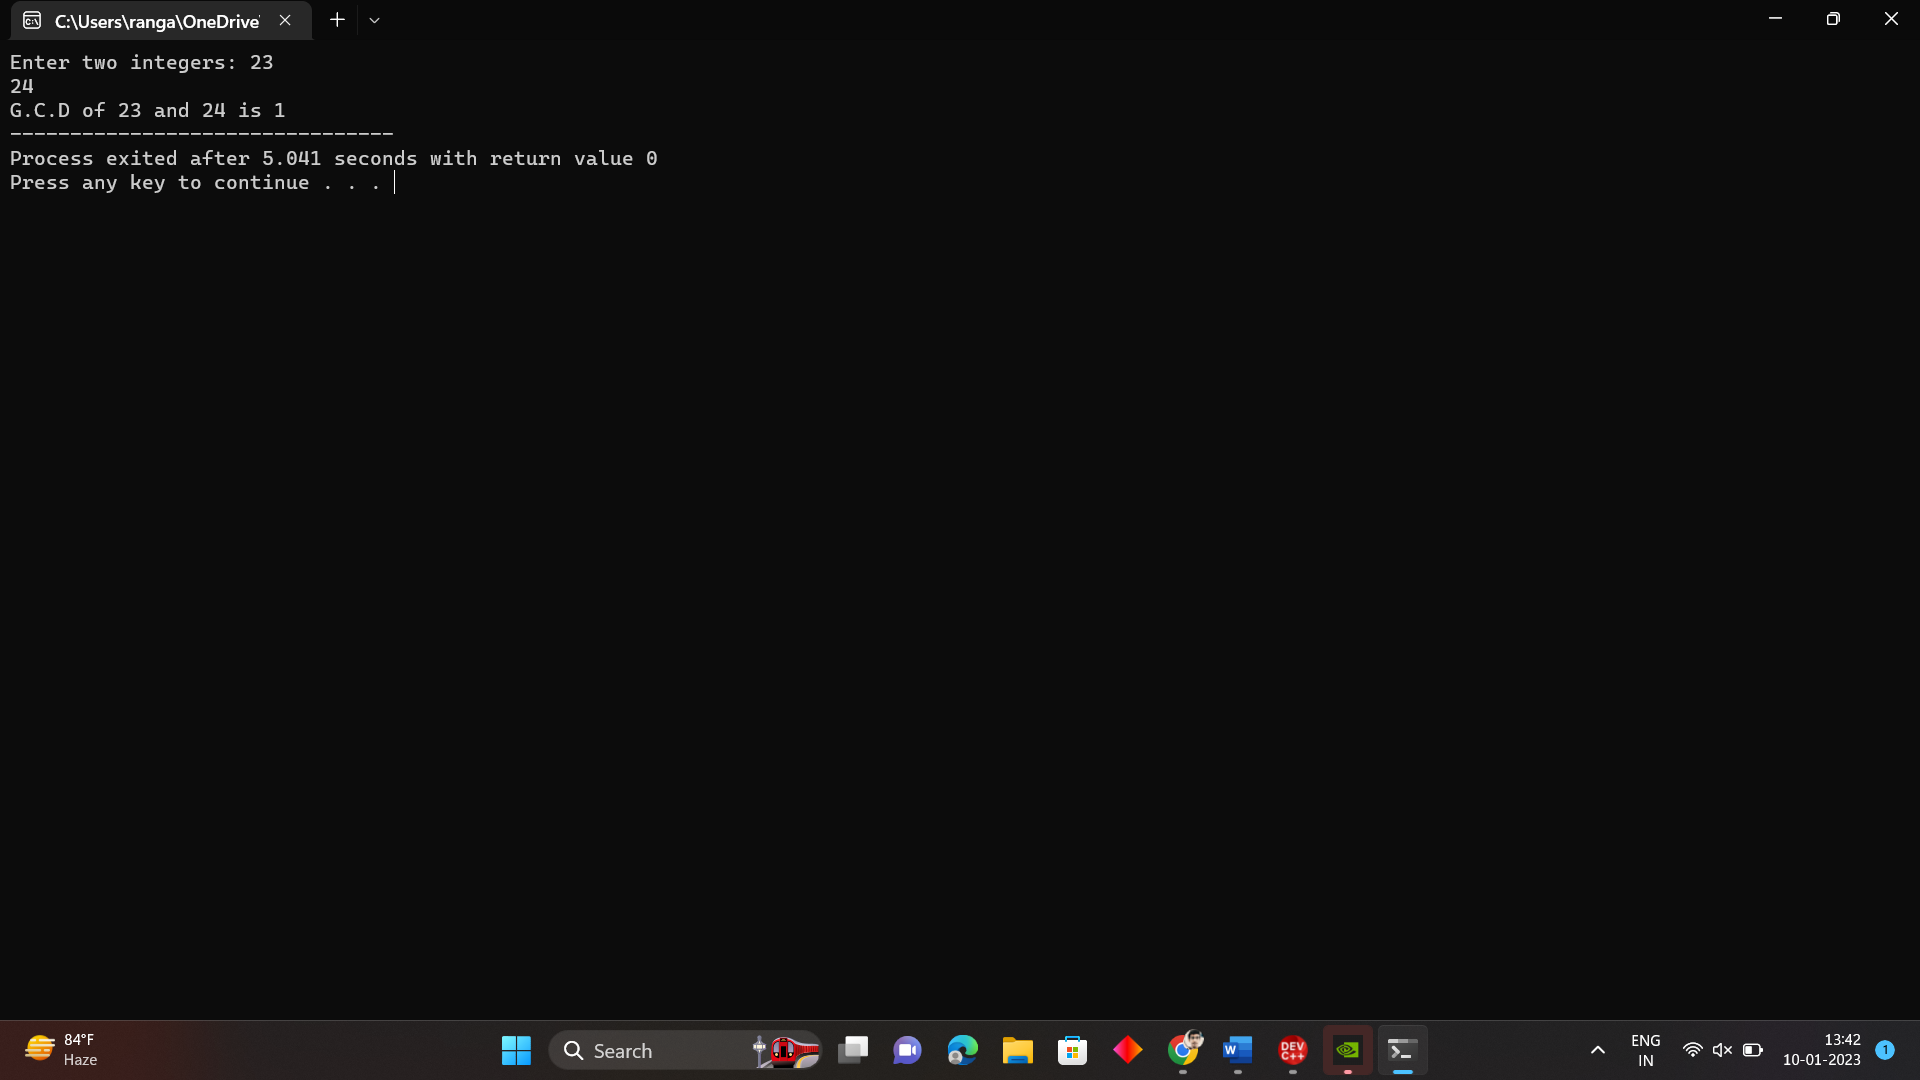 C:\Users\ranga\OneDrive
Enter two integers: 23
24
G.C.D of 23 and 24 is 1
--------------------------------
Process exited after 5.041 seconds with return value 0
Press any key to continue . . .
84°F
Haze
Search
W
DEV
C++
ENG
IN
13:42
10-01-2023
1